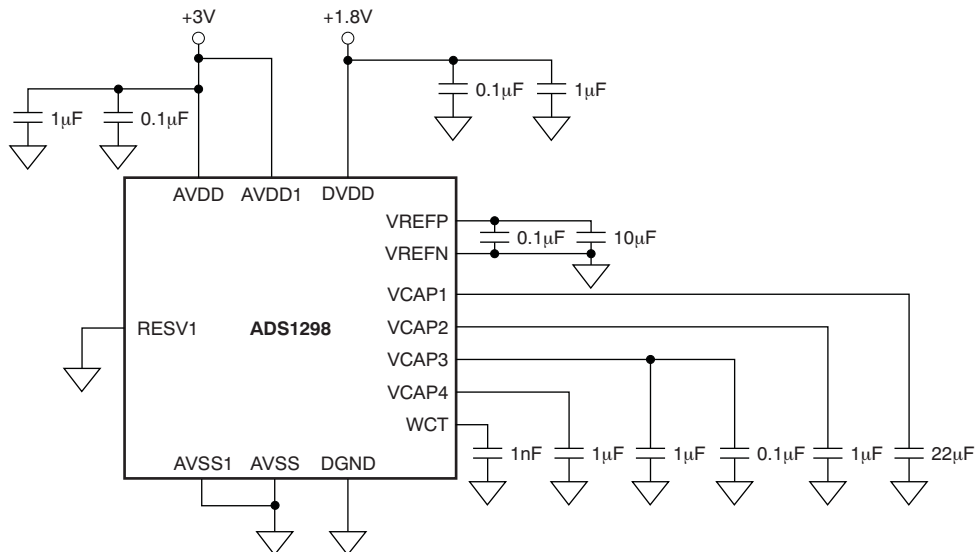 +3V
+1.8V
0.1μF
1μF
1μF
0.1μF
AVDD
AVDD1
DVDD
VREFP
0.1μF
10μF
VREFN
VCAP1
RESV1
ADS1298
VCAP2
VCAP3
VCAP4
WCT
1nF
1μF
1μF
0.1μF
1μF
22μF
AVSS1
AVSS
DGND